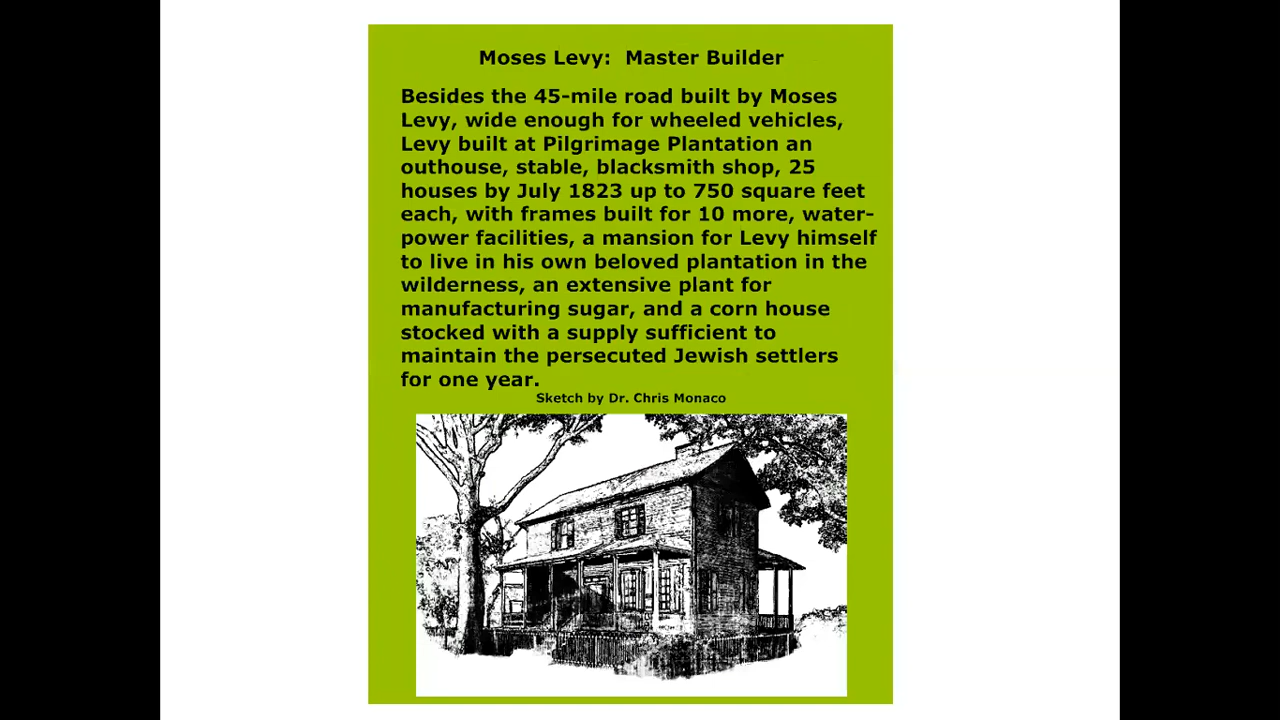 Moses Levy:  Master Builder
Besides the 45-mile road built by Moses
Levy, wide enough for wheeled vehicles,
Levy built at Pilgrimage Plantation an
outhouse, stable, blacksmith shop, 25
houses by July 1823 up to 750 square feet
each, with frames built for 10 more, water-
power facilities, a mansion for Levy himself
to live in his own beloved plantation in the
wilderness, an extensive plant for
manufacturing sugar, and a corn house
stocked with a supply sufficient to
maintain the persecuted Jewish settlers
for one year.
Sketch by Dr. Chris Monaco